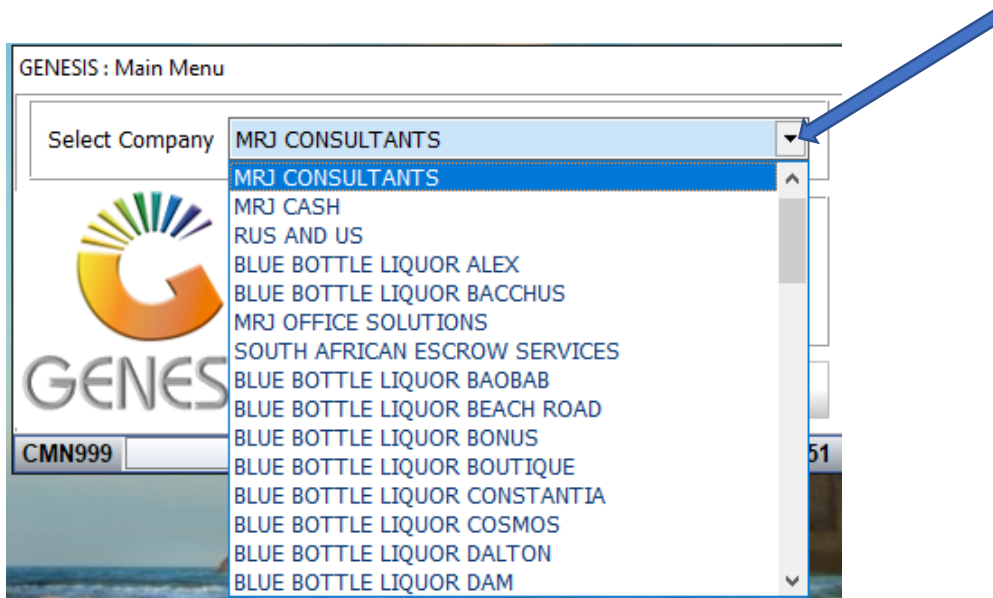 GENESIS : Main Menu
Select Company MRJ CONSULTANTS
MRJ CONSULTANTS
MRJ CASH
RUS AND US
BLUE BOTTLE LIQUOR ALEX
BLUE BOTTLE LIQUOR BACCHUS
MRJ OFFICE SOLUTIONS
SOUTH AFRICAN ESCROW SERVICES
BLUE BOTTLE LIQUOR BAOBAB
BLUE BOTTLE LIQUOR BEACH ROAD
BLUE BOTTLE LIQUOR BONUS
BLUE BOTTLE LIQUOR BOUTIQUE
BLUE BOTTLE LIQUOR CONSTANTIA
BLUE BOTTLE LIQUOR COSMOS
BLUE BOTTLE LIQUOR DALTON
BLUE BOTTLE LIQUOR DAM
GENES
CMN999 51